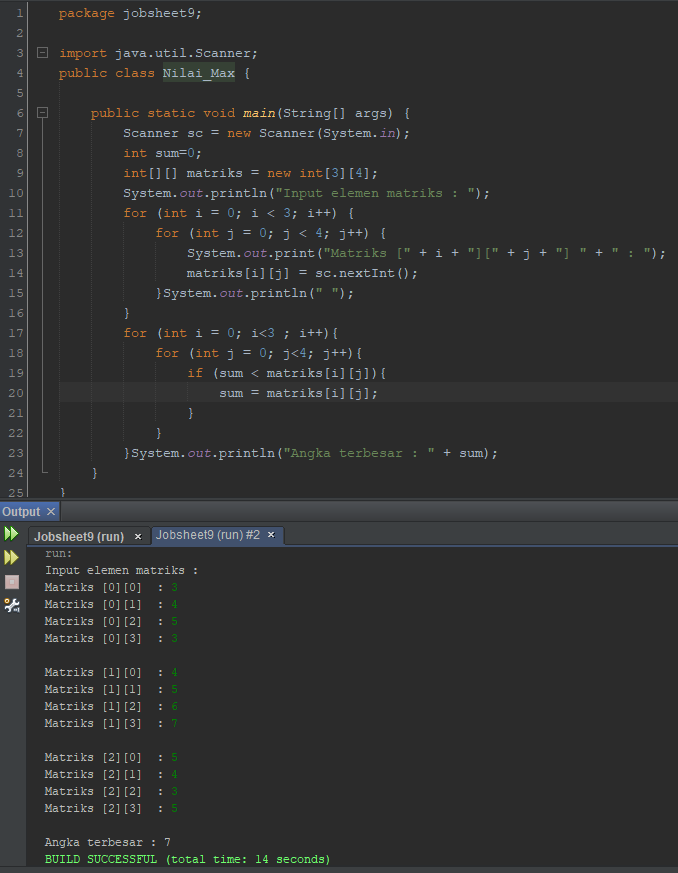 1 package jobsheet9;
2
3 import java.util.Scanner;
4 public class Nilai_Max {
5
6 public static void main(String[] args) {
7 Scanner sc = new Scanner(System.in);
8 int sum=0;
9 int[][] matriks = new int[3][4];
10 System.out.println("Input elemen matriks : ");
11 for (int i = 0; i < 3; i++) {
12 for (int j = 0; j < 4; j++) {
13 System.out.print("Matriks [" + i + "][" + j + "] " + " : ");
14 matriks[i][j] = sc.nextInt();
15 }System.out.println(" ");
16 }
17 for (int i = 0; i<3 ; i++){
18 for (int j = 0; j<4; j++){
19 if (sum < matriks[i][j]){
20 sum = matriks[i][j];
21 }
22 }
23 }System.out.println("Angka terbesar : " + sum);
24 }
25 }
Output ×
Jobsheet9 (run) × Jobsheet9 (run) #2 ×
run:
Input elemen matriks :
Matriks [0][0] : 3
Matriks [0][1] : 4
Matriks [0][2] : 5
Matriks [0][3] : 3
Matriks [1][0] : 4
Matriks [1][1] : 5
Matriks [1][2] : 6
Matriks [1][3] : 7
Matriks [2][0] : 5
Matriks [2][1] : 4
Matriks [2][2] : 3
Matriks [2][3] : 5
Angka terbesar : 7
BUILD SUCCESSFUL (total time: 14 seconds)